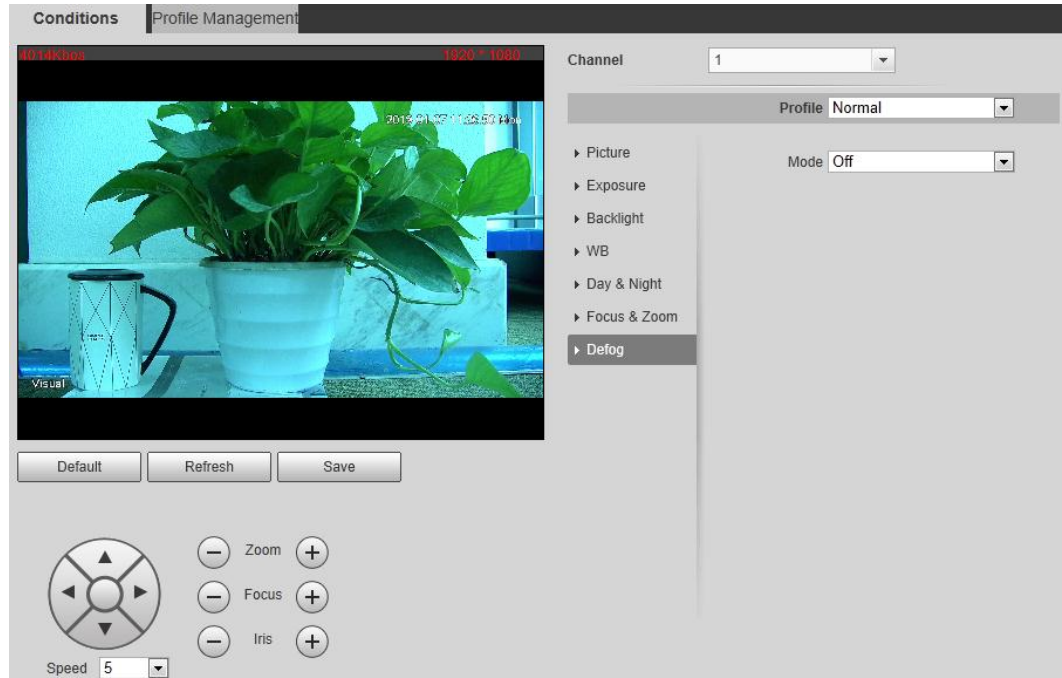 Conditions
Profile Management
4014Kbps
1920 * 1080
Visual
Default
Refresh
Save
Zoom
Focus
Iris
Speed 5
Channel 1
Profile Normal
Picture
Exposure
Backlight
WB
Day & Night
Focus & Zoom
Defog
Mode Off